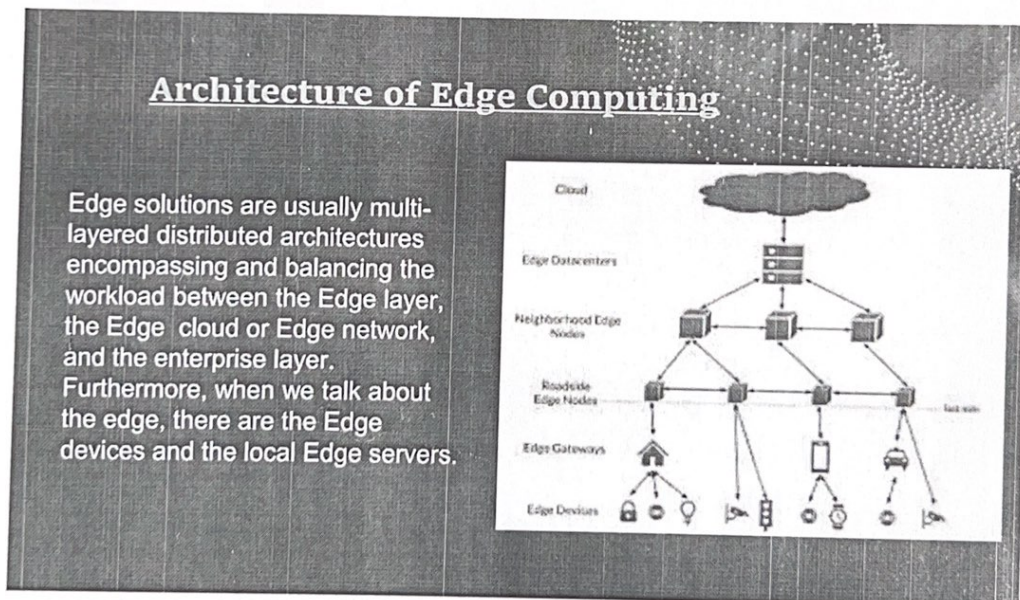 Architecture of Edge Computing
Edge solutions are usually multi-
layered distributed architectures
encompassing and balancing the
workload between the Edge layer,
the Edge cloud or Edge network,
and the enterprise layer.
Furthermore, when we talk about
the edge, there are the Edge
devices and the local Edge servers.
Cloud
Edge Datacenters
Neighborhood Edge
Nodes
Roadside
Edge Nodes
last mile
Edge Gateways
Edge Devices